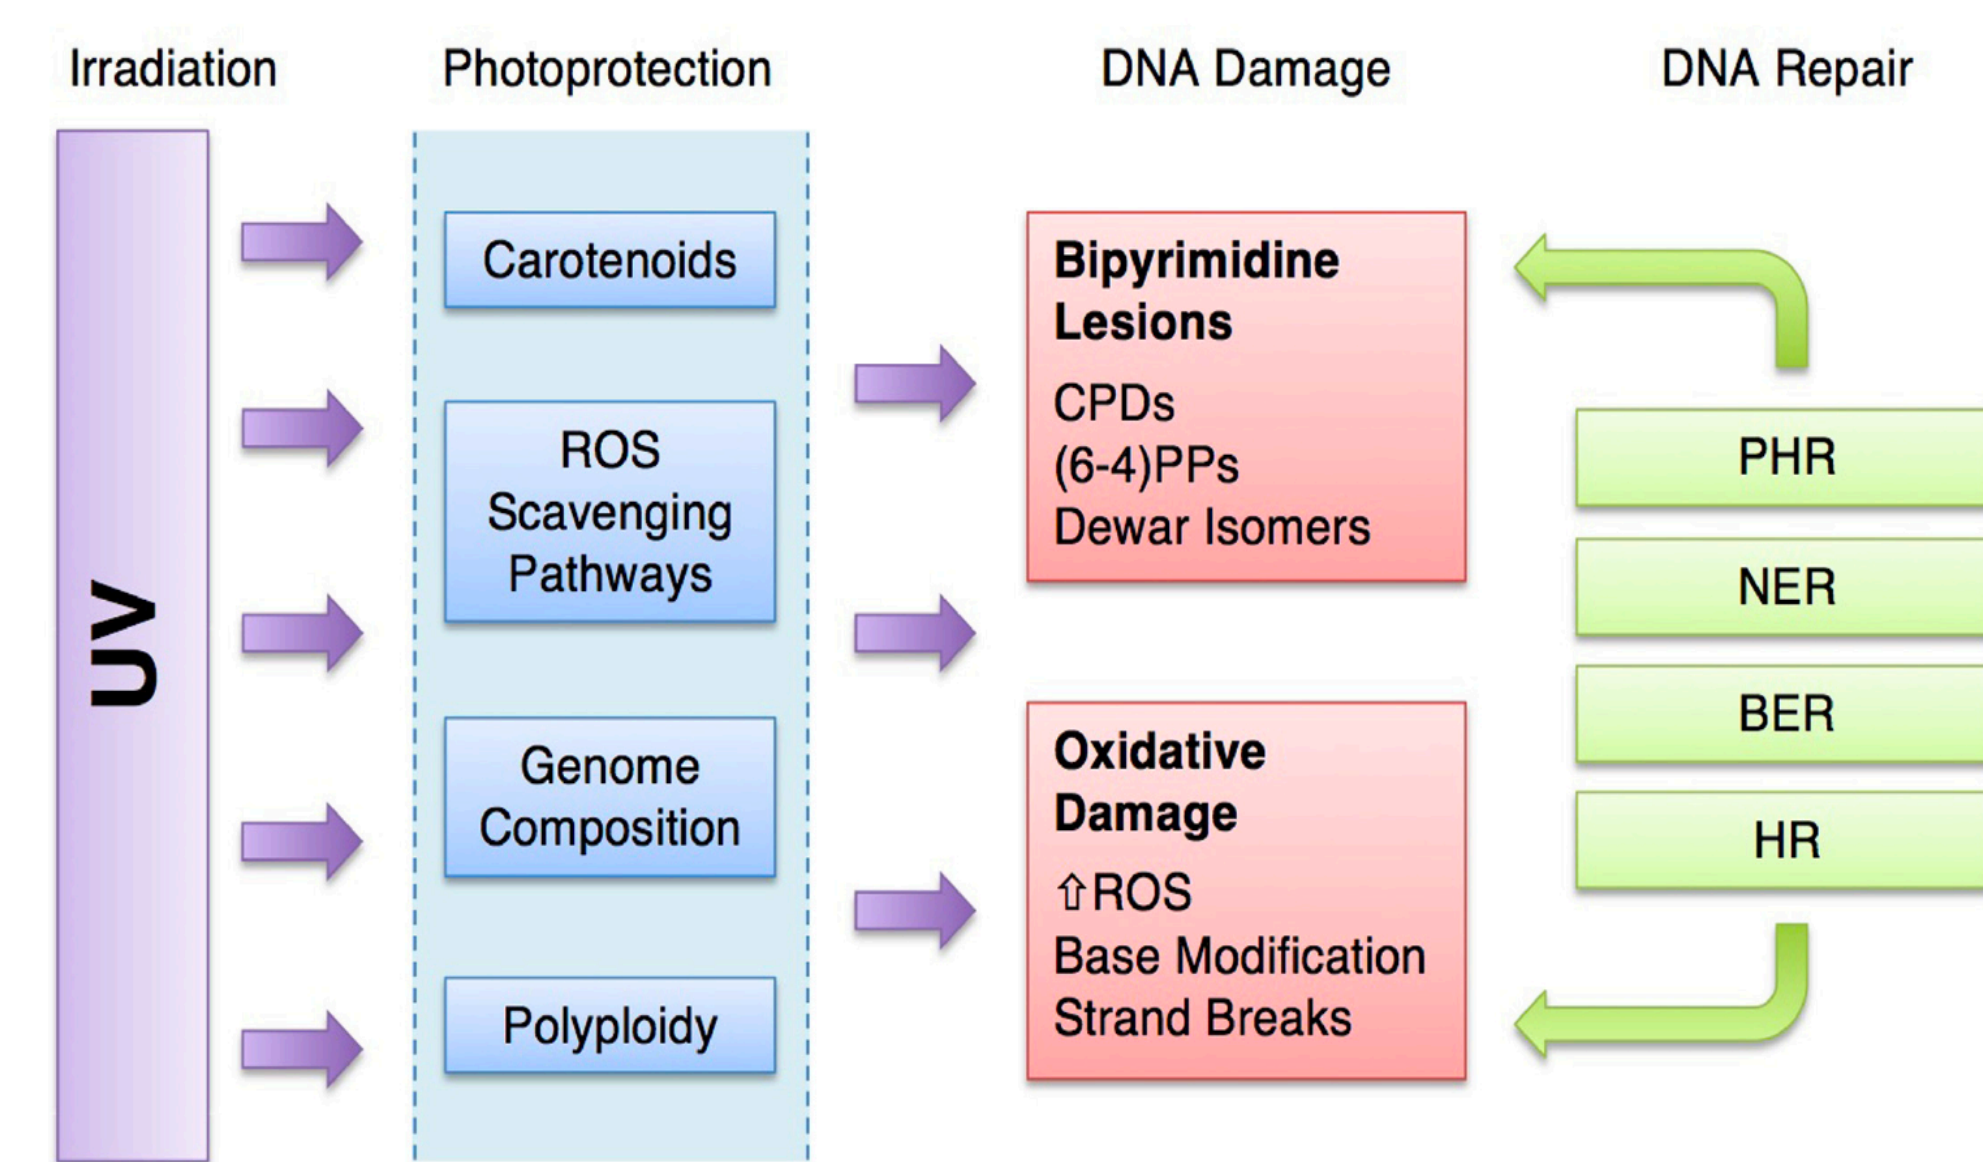 Irradiation
Photoprotection
DNA Damage
DNA Repair
UV
Carotenoids
ROS
Scavenging
Pathways
Genome
Composition
Polyploidy
Bipyrimidine
Lesions
CPDs
(6-4)PPs
Dewar Isomers
Oxidative
Damage
⇧ROS
Base Modification
Strand Breaks
PHR
NER
BER
HR